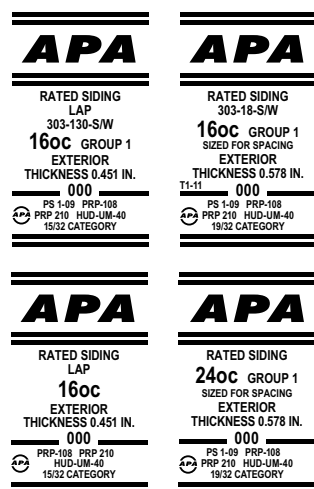 APA
RATED SIDING
LAP
303-130-S/W
16oc GROUP 1
EXTERIOR
THICKNESS 0.451 IN.
000
PS 1-09 PRP-108
APA PRP 210 HUD-UM-40
15/32 CATEGORY
APA
RATED SIDING
303-18-S/W
16oc GROUP 1
SIZED FOR SPACING
EXTERIOR
THICKNESS 0.578 IN.
T1-11 000
PS 1-09 PRP-108
APA PRP 210 HUD-UM-40
19/32 CATEGORY
APA
RATED SIDING
LAP
16oc
EXTERIOR
THICKNESS 0.451 IN.
000
PRP-108 PRP 210
APA HUD-UM-40
15/32 CATEGORY
APA
RATED SIDING
24oc GROUP 1
SIZED FOR SPACING
EXTERIOR
THICKNESS 0.578 IN.
000
PS 1-09 PRP-108
APA PRP 210 HUD-UM-40
19/32 CATEGORY